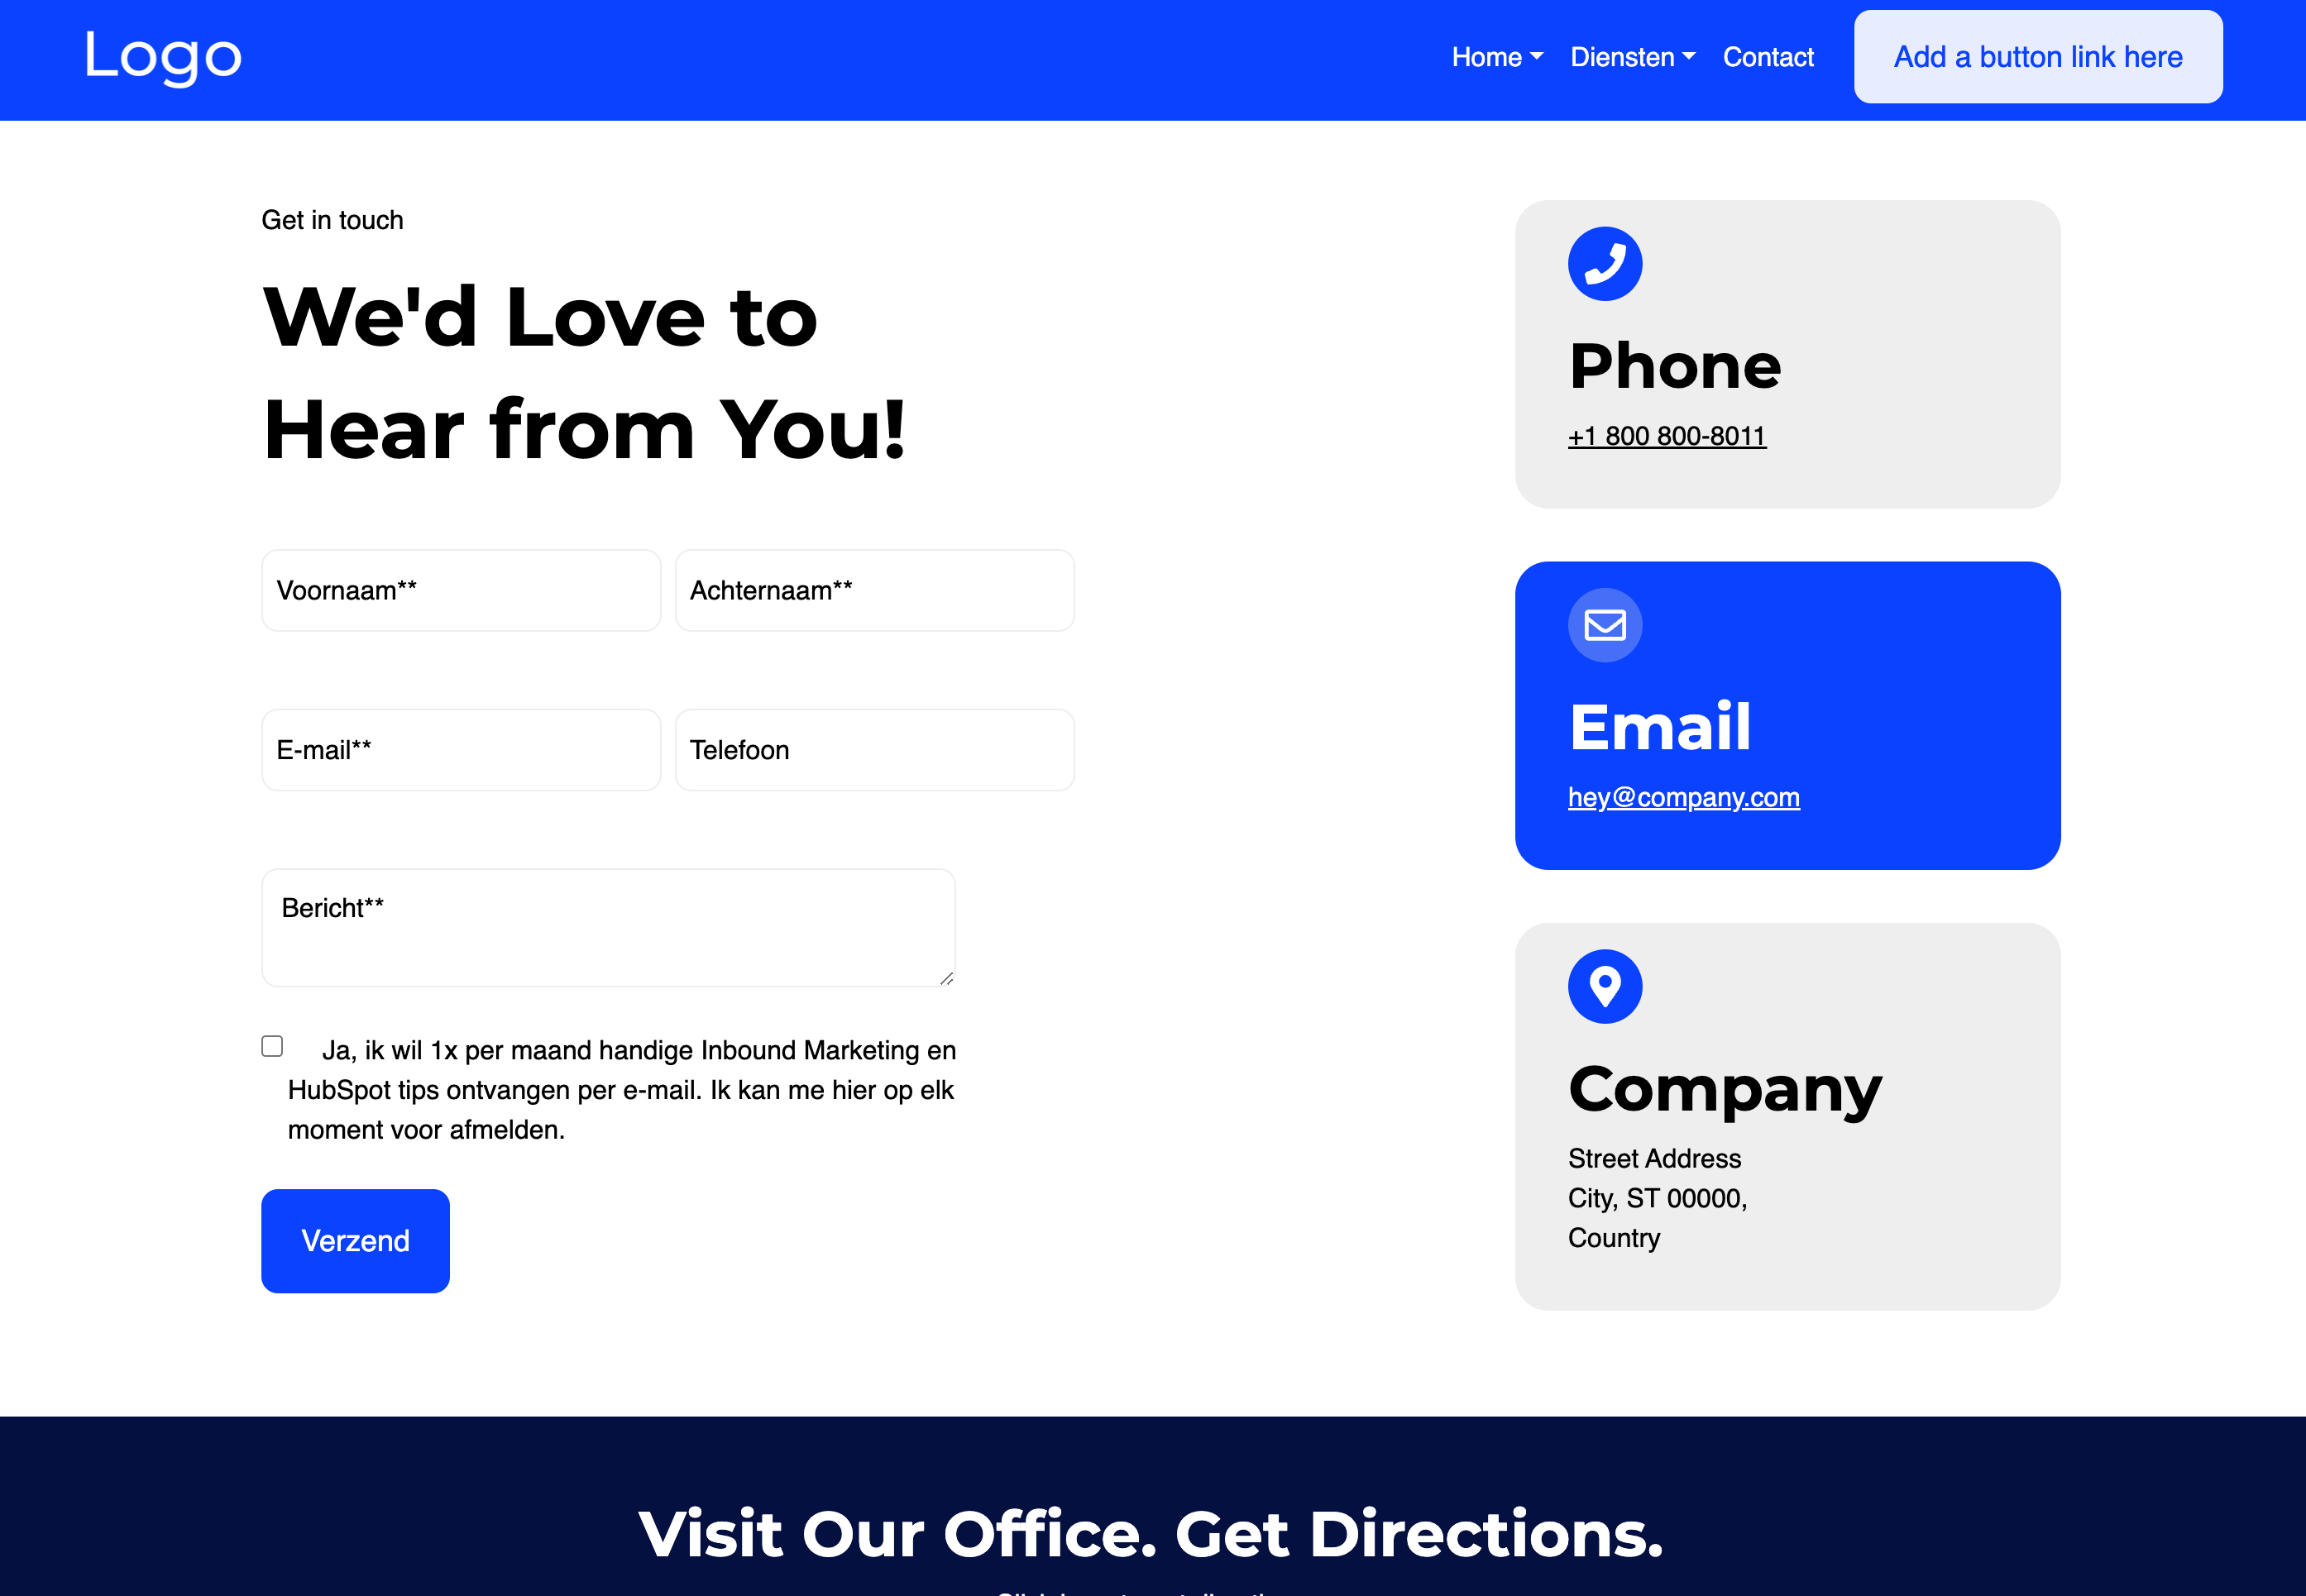 Logo
Home
Diensten
Contact
Add a button link here
Get in touch
We'd Love to
Hear from You!
Voornaam**
Achternaam**
E-mail**
Telefoon
Bericht**
Ja, ik wil 1x per maand handige Inbound Marketing en
HubSpot tips ontvangen per e-mail. Ik kan me hier op elk
moment voor afmelden.
Verzend
Phone
+1 800 800-8011
Email
hey@company.com
Company
Street Address
City, ST 00000,
Country
Visit Our Office. Get Directions.